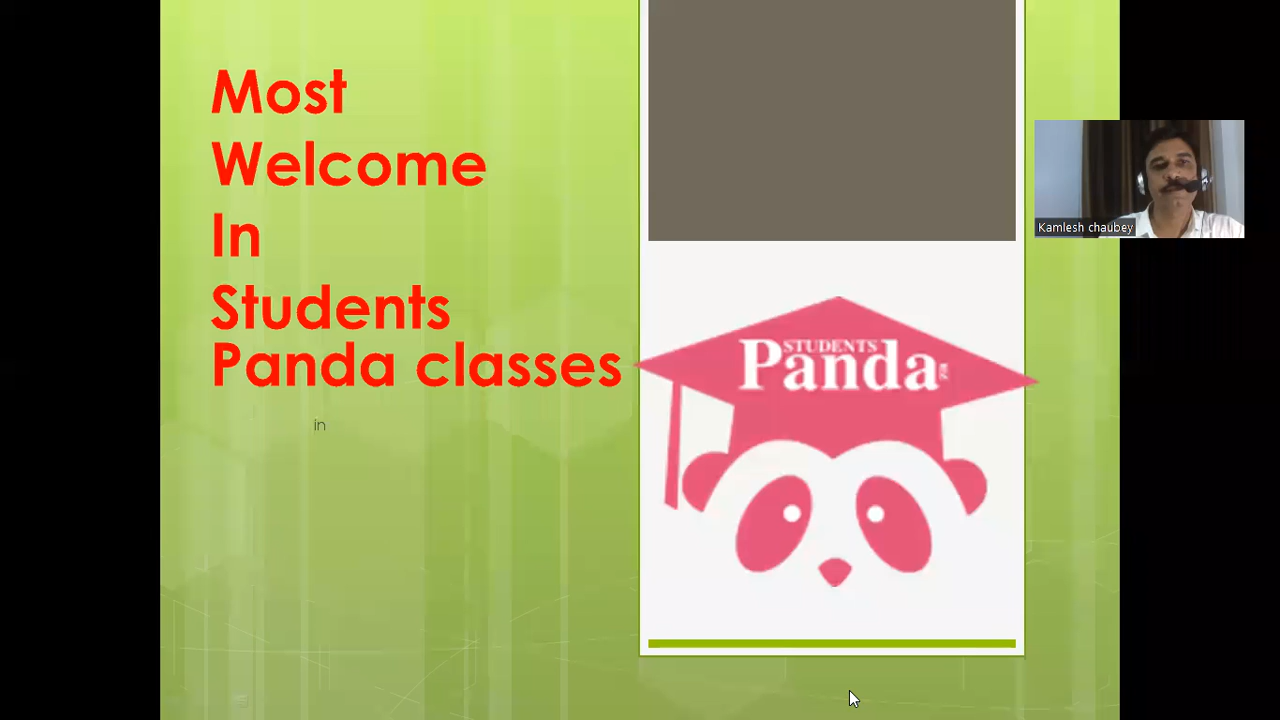 Most
Welcome
In
Students
Panda classes
in
STUDENTS
Panda
Kamlesh chaubey